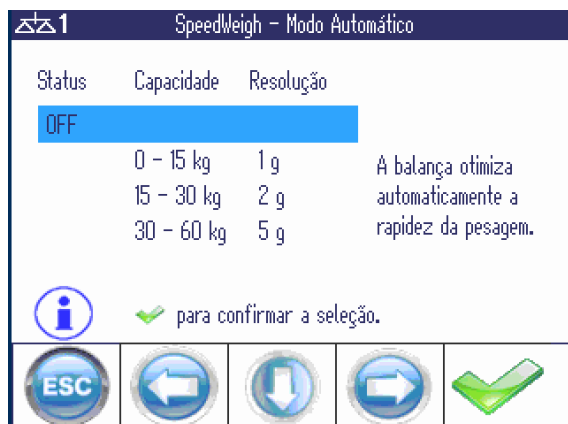 1 SpeedWeigh - Modo Automático
Status Capacidade Resolução
OFF
0 - 15 kg 1 g
15 - 30 kg 2 g
30 - 60 kg 5 g
A balança otimiza
automaticamente a
rapidez da pesagem.
para confirmar a seleção.
ESC